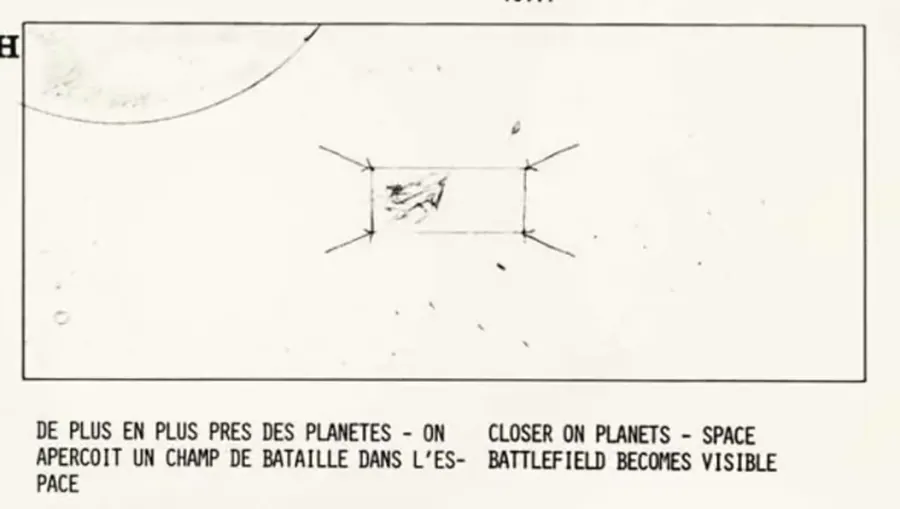 H
DE PLUS EN PLUS PRES DES PLANETES - ON
APERCOIT UN CHAMP DE BATAILLE DANS L'ES-
PACE
CLOSER ON PLANETS - SPACE
BATTLEFIELD BECOMES VISIBLE